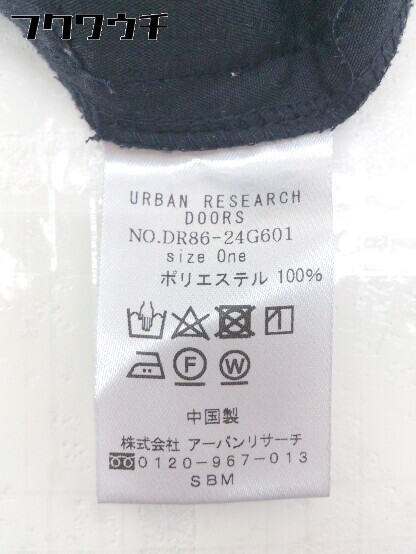 フクワウチ
URBAN RESEARCH
DOORS
NO.DR86-24G601
size One
ポリエステル 100%
F W
中国製
株式会社 アーバンリサーチ
0120-967-013
SBM